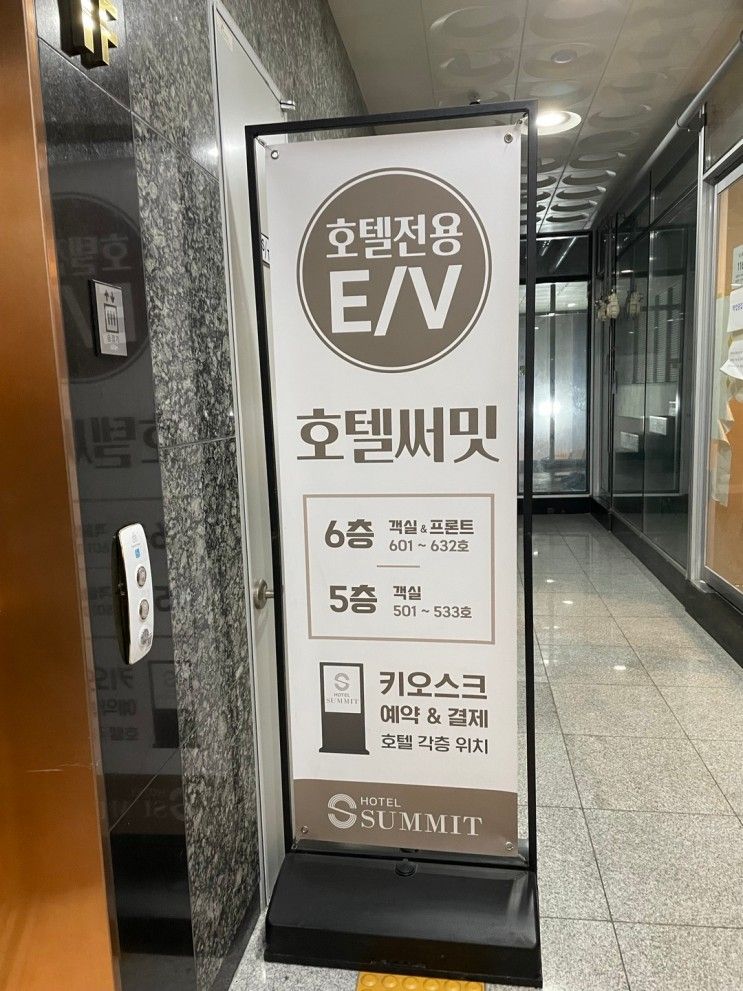 호텔전용
E/V
호텔써밋
6층 객실 & 프론트
601 ~ 632호
5층 객실
501 ~ 533호
HOTEL
SUMMIT
키오스크
예약 & 결제
호텔 각층 위치
HOTEL
SUMMIT